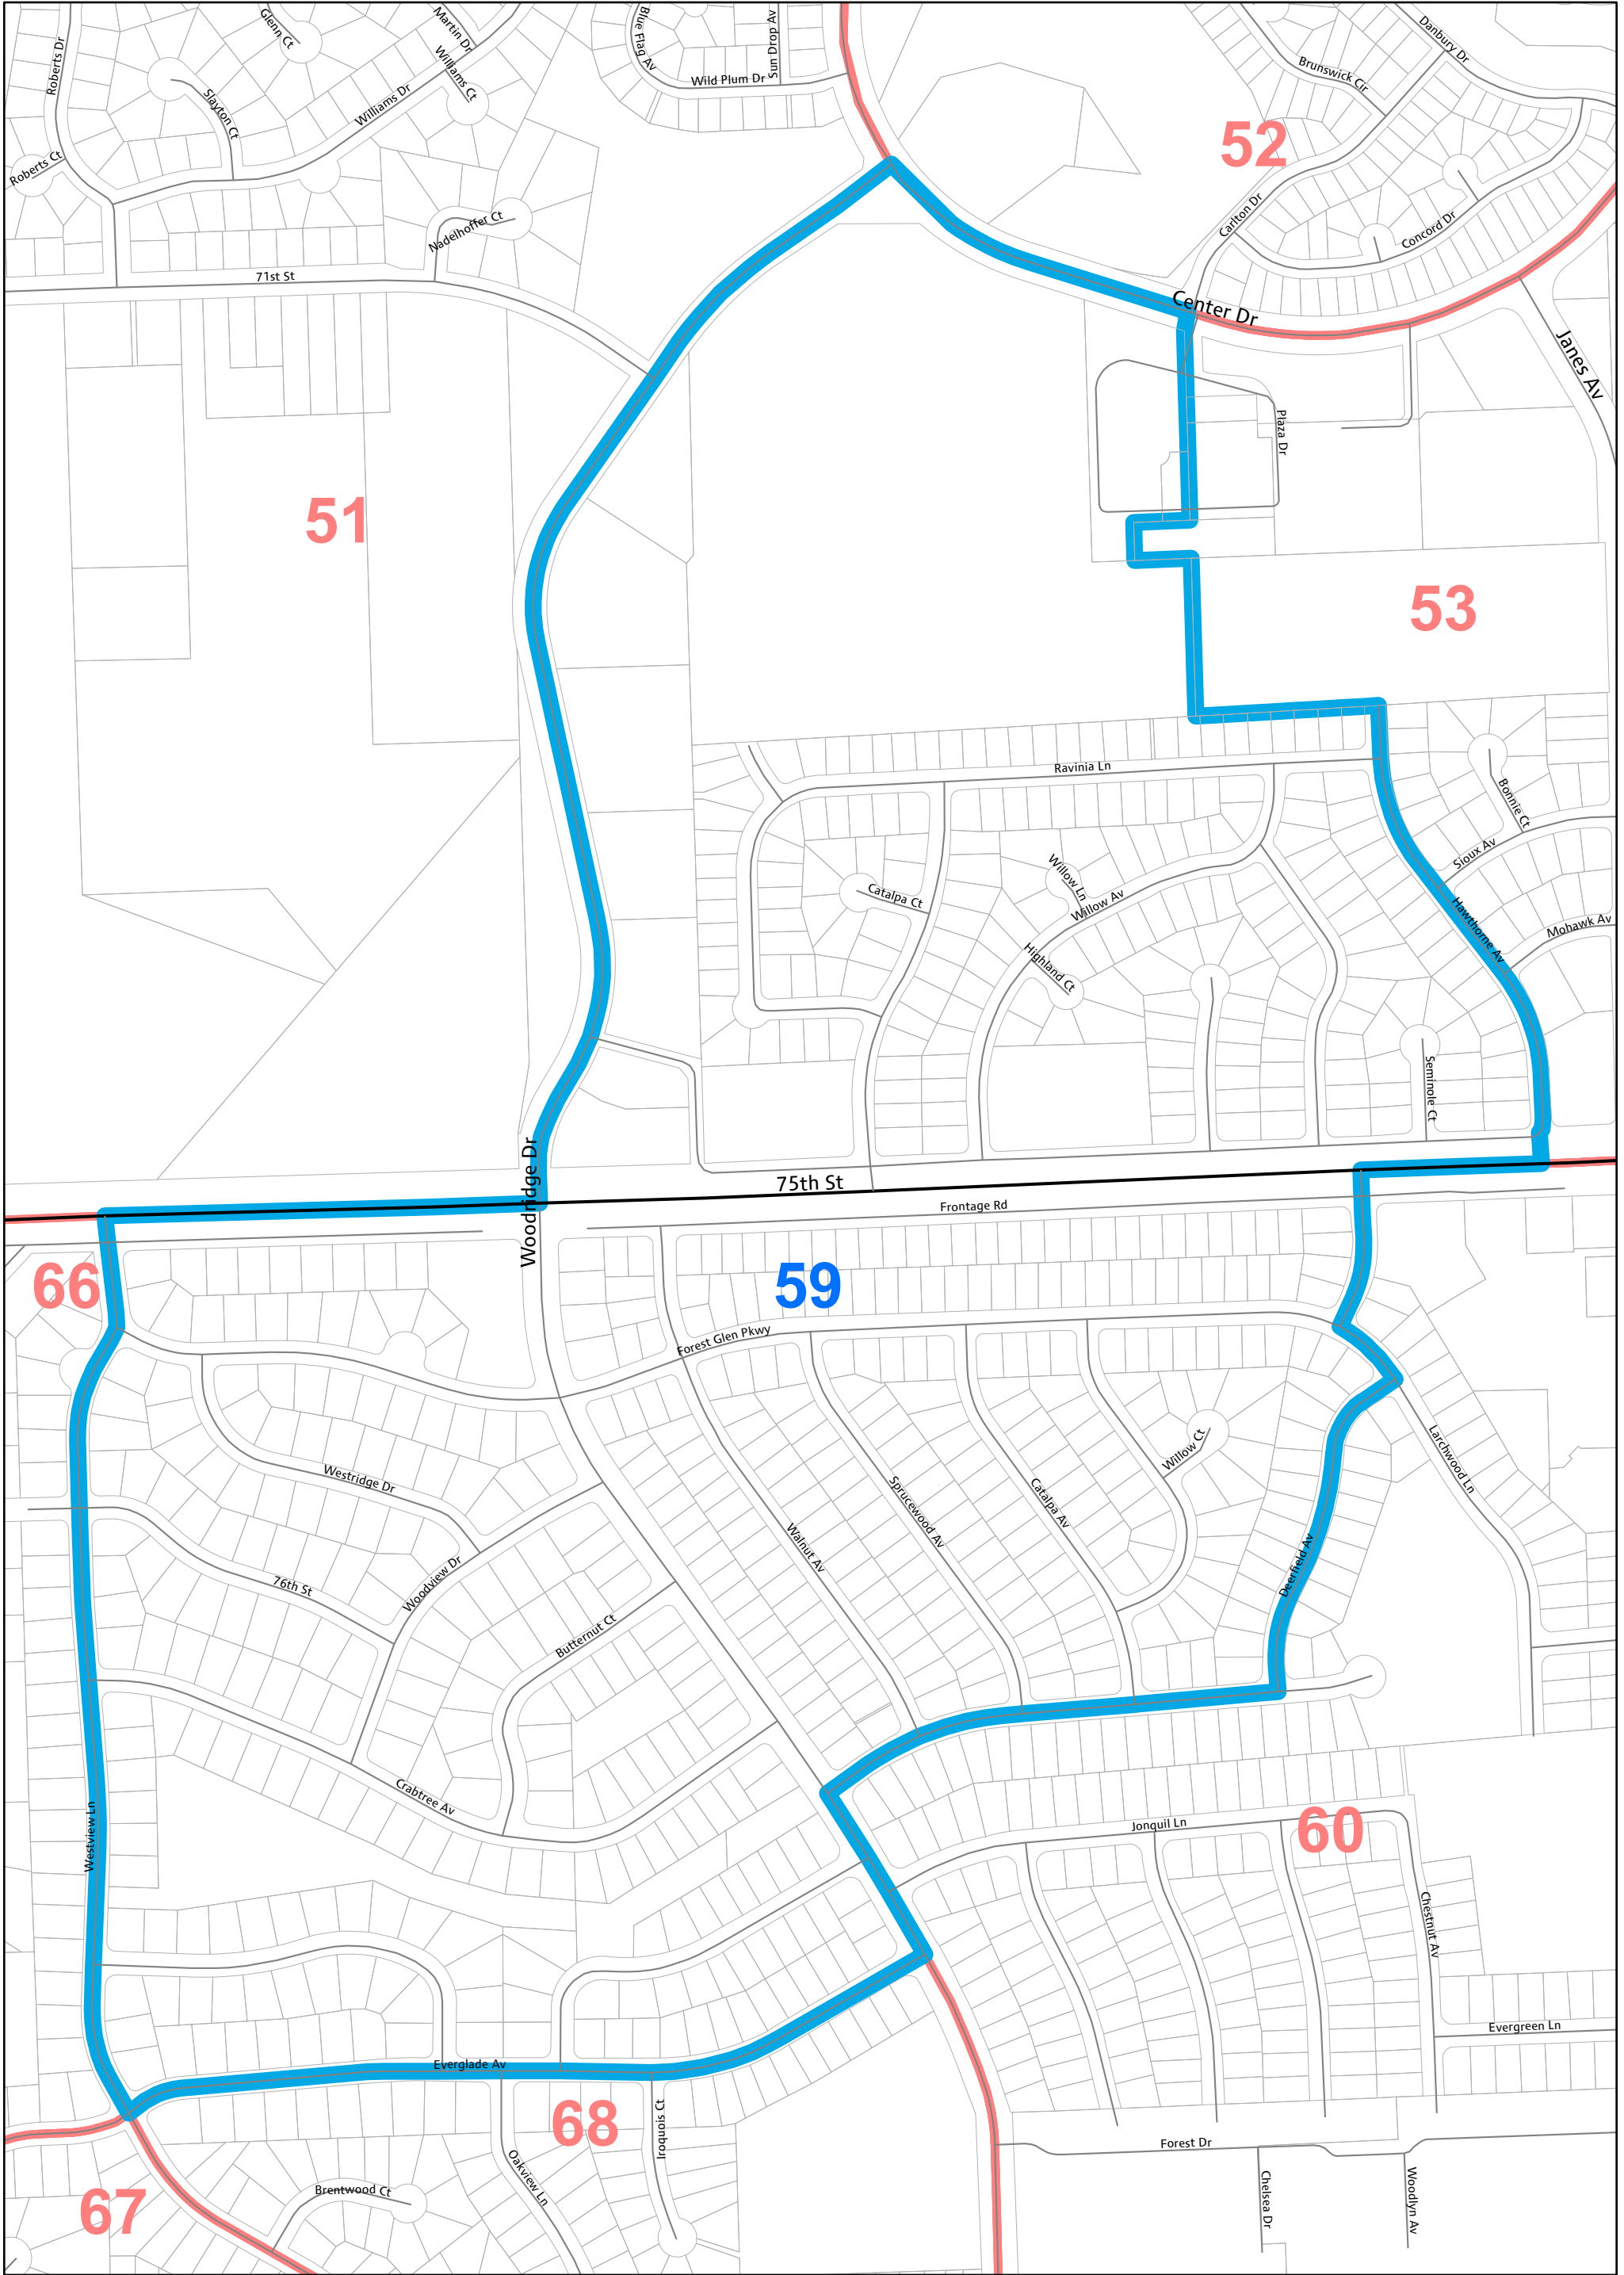 Glenn Ct
Martin Dr
Blue Flag Av
Sun Drop Av
Danbury Dr
Roberts Dr
Williams Ct
Wild Plum Dr
Brunswick Cir
Slayton Ct
Williams Dr
52
Roberts Ct
Carlton Dr
Concord Dr
Nadelhoffer Ct
71st St
Center Dr
Janes Av
Plaza Dr
51
53
Ravinia Ln
Bonnie Ct
Sioux Av
Willow Ln
Catalpa Ct
Willow Av
Hawthorne Av
Mohawk Av
Highland Ct
Seminole Ct
75th St
Woodridge Dr
Frontage Rd
66
59
Forest Glen Pkwy
Willow Ct
Larchwood Ln
Westridge Dr
Sprucewood Av
Catalpa Av
Walnut Av
Deerfield Av
76th St
Woodview Dr
Butternut Ct
Crabtree Av
Westview Ln
Jonquil Ln
60
Chestnut Av
Evergreen Ln
Everglade Av
68
Iroquois Ct
Forest Dr
Oakview Ln
Brentwood Ct
Chelsea Dr
Woodlyn Av
67